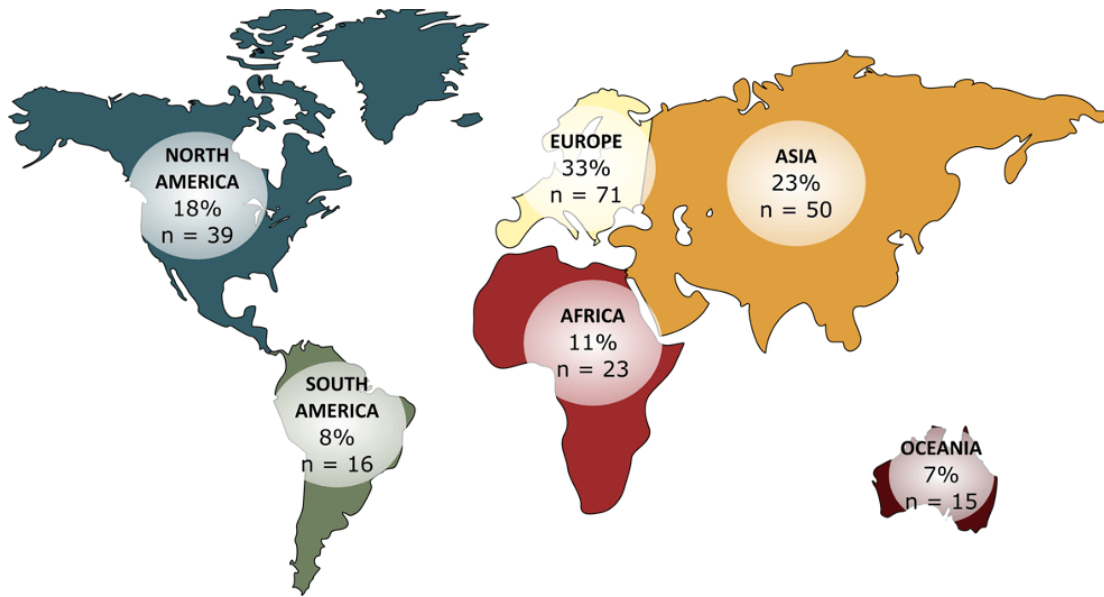 NORTH
AMERICA
18%
n = 39
EUROPE
33%
n = 71
ASIA
23%
n = 50
AFRICA
11%
n = 23
SOUTH
AMERICA
8%
n = 16
OCEANIA
7%
n = 15